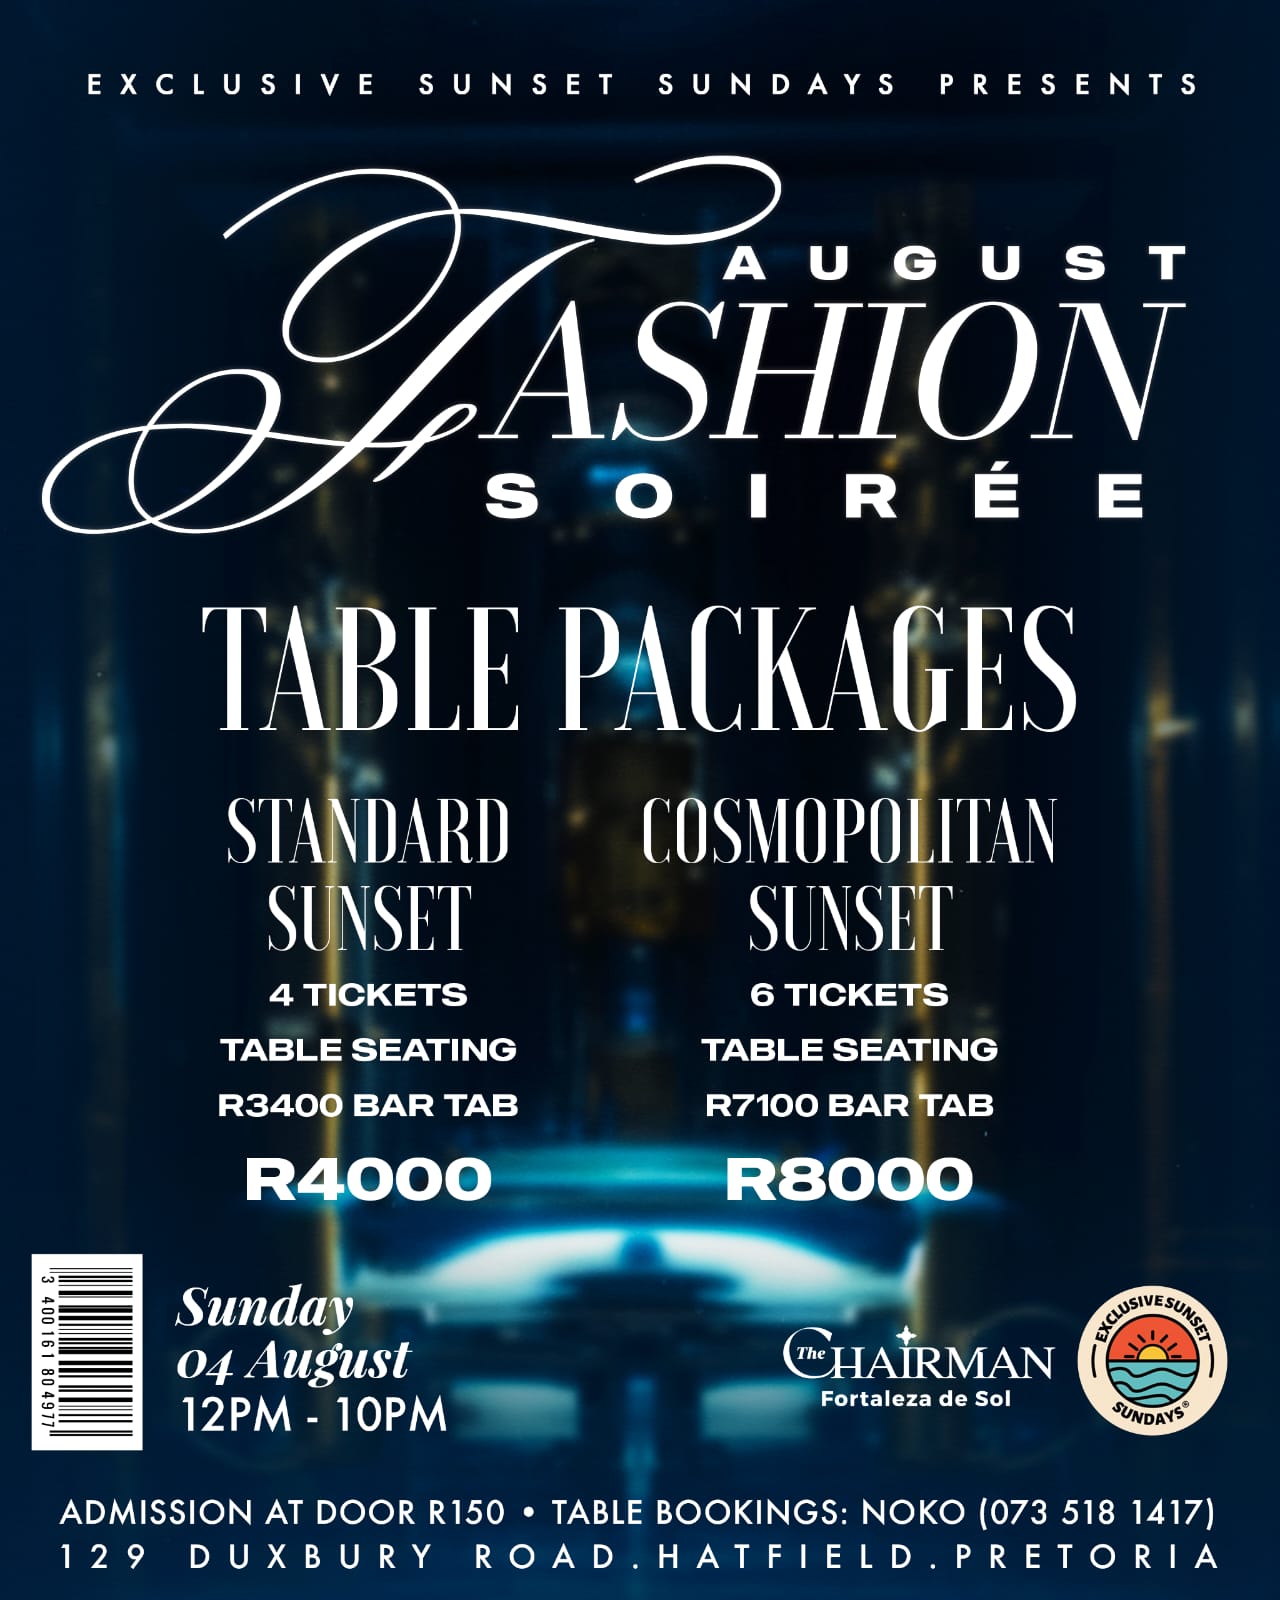 EXCLUSIVE SUNSET SUNDAYS PRESENTS
AUGUST
FASHION
SOIRÉE
TABLE PACKAGES
STANDARD
SUNSET
4 TICKETS
TABLE SEATING
R3400 BAR TAB
R4000
COSMOPOLITAN
SUNSET
6 TICKETS
TABLE SEATING
R7100 BAR TAB
R8000
3 400161 804977
Sunday
04 August
12PM - 10PM
The CHAIRMAN
Fortaleza de Sol
EXCLUSIVE SUNSET
SUNDAYS®
ADMISSION AT DOOR R150 • TABLE BOOKINGS: NOKO (073 518 1417)
129 DUXBURY ROAD.HATFIELD.PRETORIA